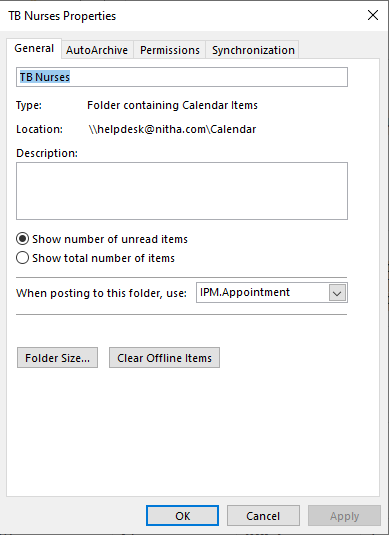 TB Nurses Properties
General AutoArchive Permissions Synchronization
TB Nurses
Type: Folder containing Calendar Items
Location: \\helpdesk@nitha.com\Calendar
Description:
Show number of unread items
Show total number of items
When posting to this folder, use: IPM.Appointment
Folder Size... Clear Offline Items
OK Cancel Apply